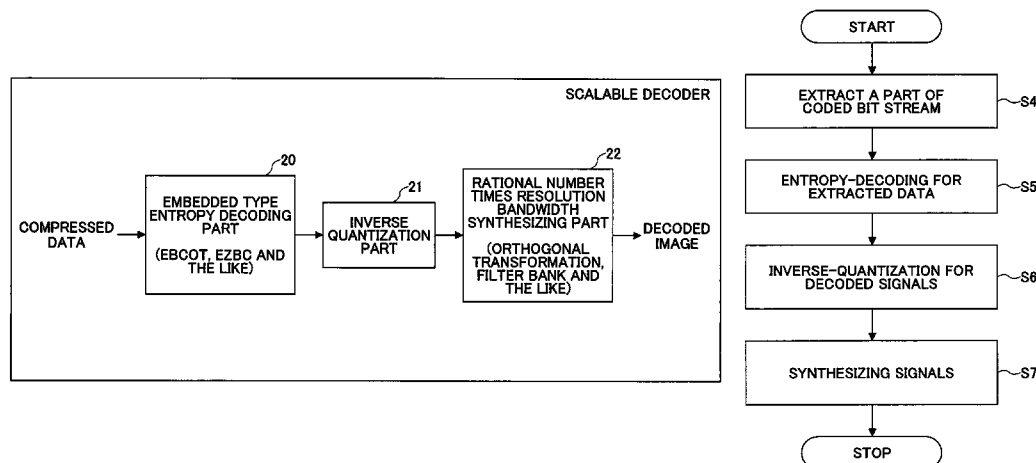 SCALABLE DECODER
COMPRESSED
DATA
20
EMBEDDED TYPE
ENTROPY DECODING
PART
(EBCOT, EZBC AND
THE LIKE)
21
INVERSE
QUANTIZATION
PART
22
RATIONAL NUMBER
TIMES RESOLUTION
BANDWIDTH
SYNTHESIZING PART
(ORTHOGONAL
TRANSFORMATION,
FILTER BANK AND
THE LIKE)
DECODED
IMAGE
START
EXTRACT A PART OF
CODED BIT STREAM
S4
ENTROPY-DECODING FOR
EXTRACTED DATA
S5
INVERSE-QUANTIZATION FOR
DECODED SIGNALS
S6
SYNTHESIZING SIGNALS
S7
STOP